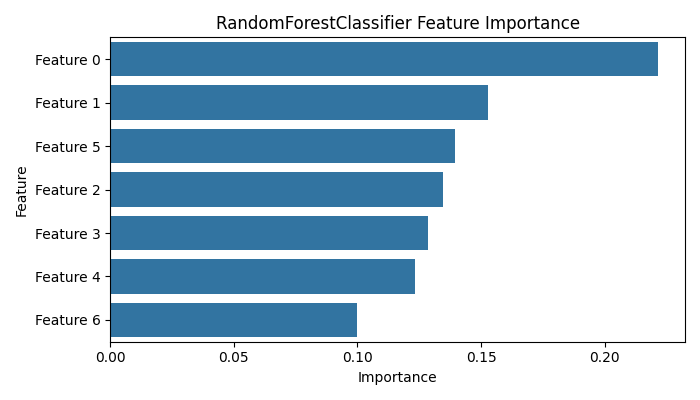 RandomForestClassifier Feature Importance
Feature
Feature 0
Feature 1
Feature 5
Feature 2
Feature 3
Feature 4
Feature 6
0.00 0.05 0.10 0.15 0.20
Importance